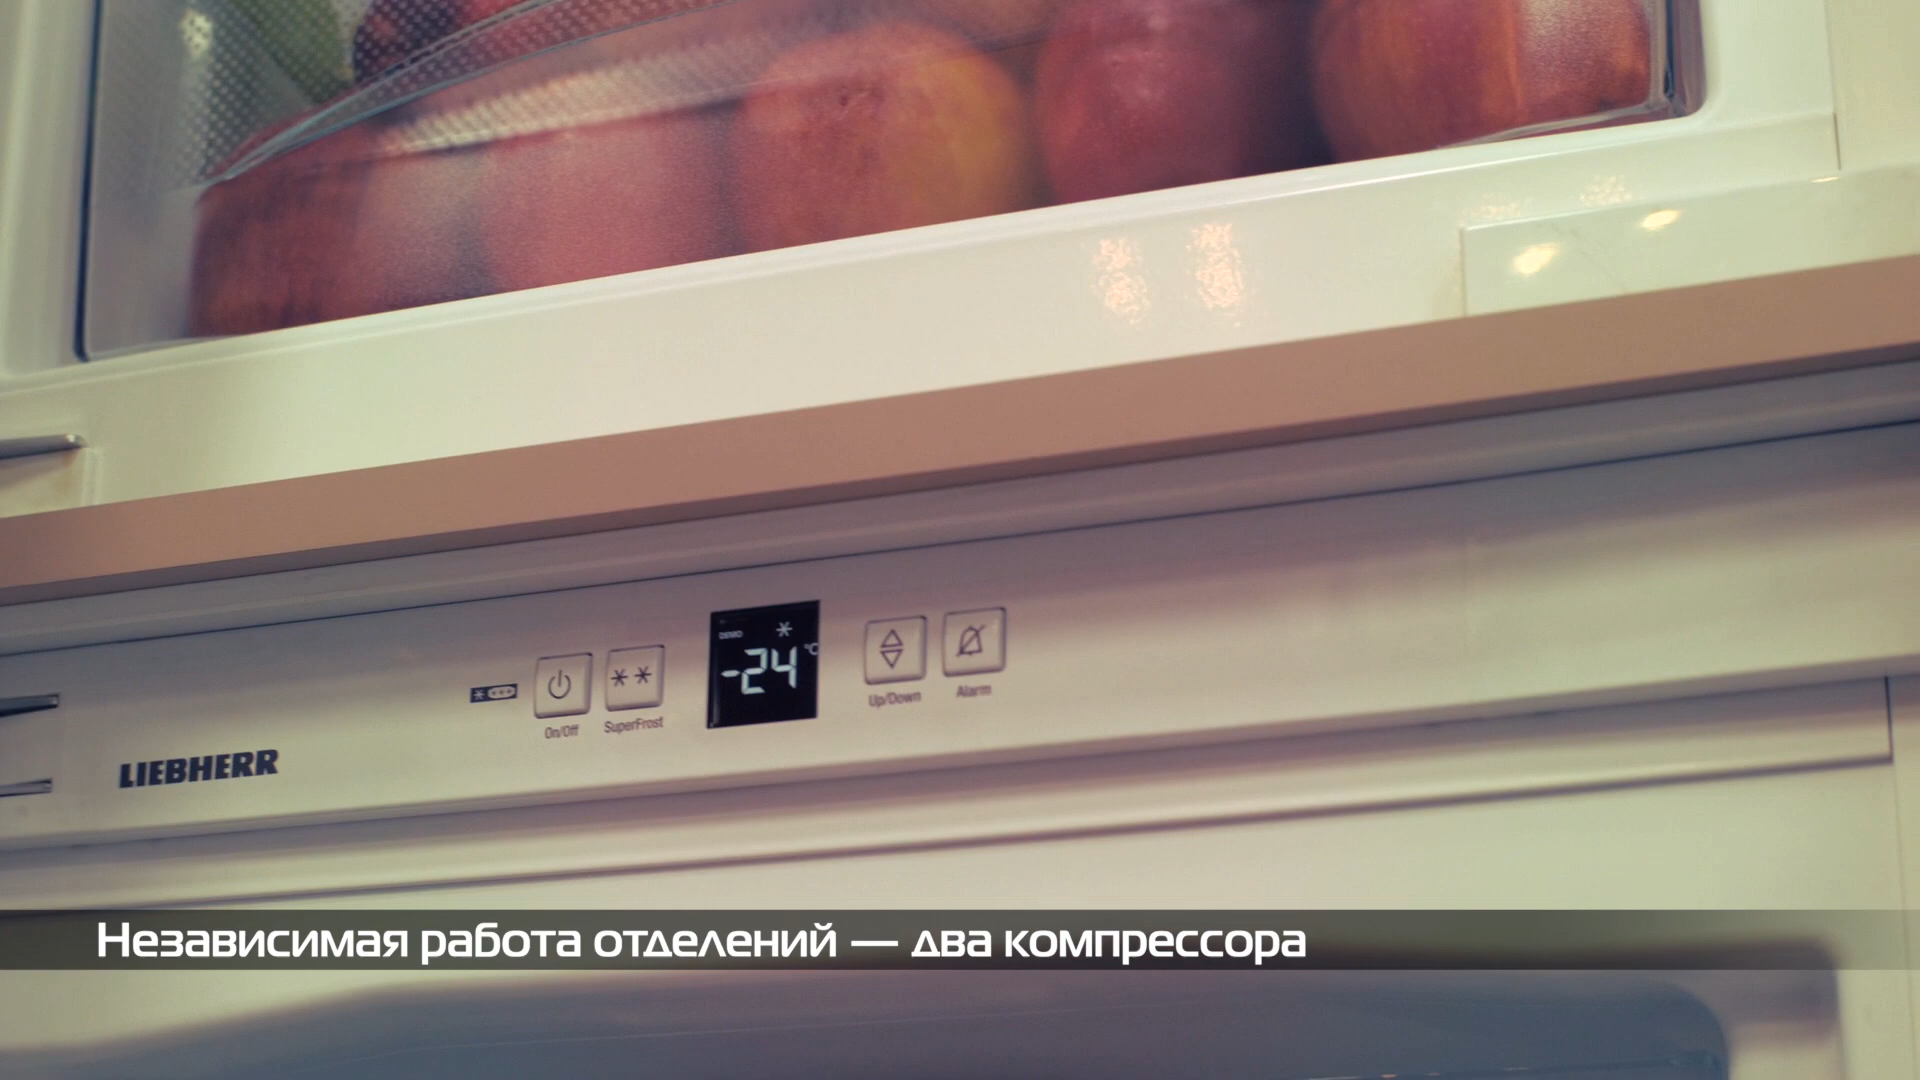 DEMO
-24 °C
On/Off
SuperFrost
Up/Down
Alarm
LIEBHERR
Независимая работа отделений — два компрессора